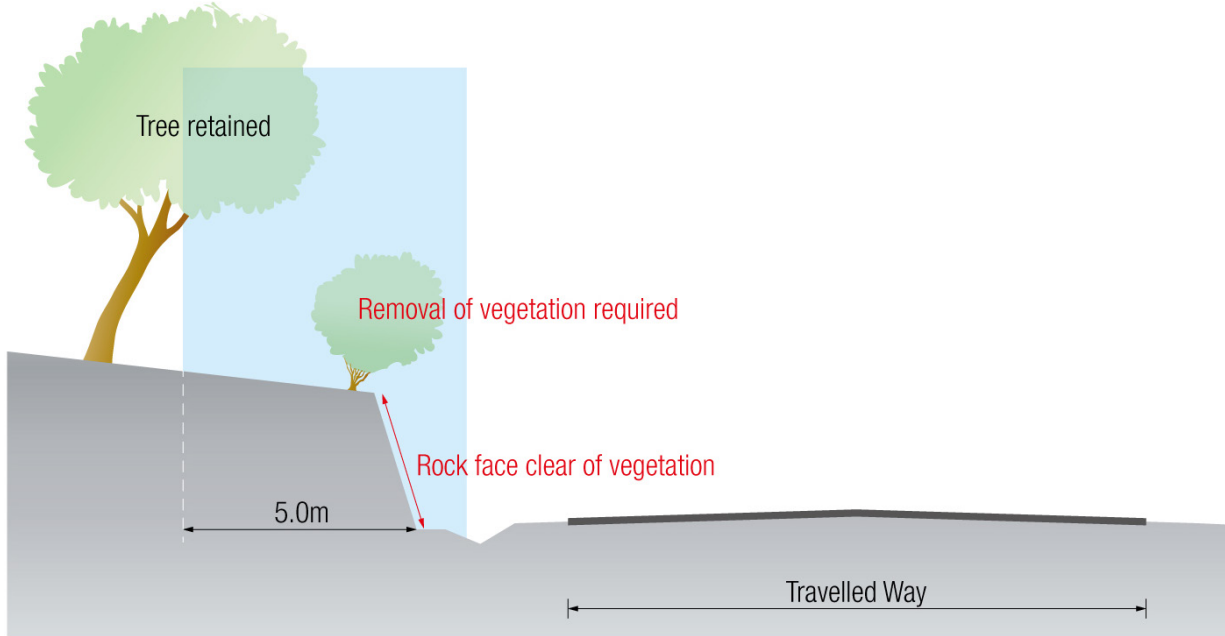 Tree retained
Removal of vegetation required
Rock face clear of vegetation
5.0m
Travelled Way